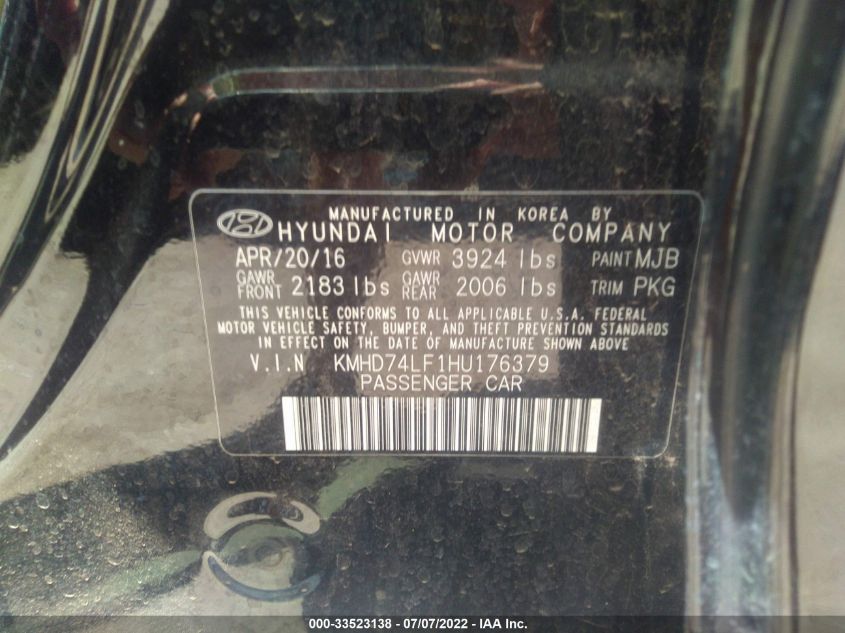 MANUFACTURED IN KOREA BY
HYUNDAI MOTOR COMPANY
APR/20/16 GVWR 3924 lbs PAINT MJB
GAWR FRONT 2183 lbs GAWR REAR 2006 lbs TRIM PKG
THIS VEHICLE CONFORMS TO ALL APPLICABLE U.S.A. FEDERAL
MOTOR VEHICLE SAFETY, BUMPER, AND THEFT PREVENTION STANDARDS
IN EFFECT ON THE DATE OF MANUFACTURE SHOWN ABOVE
V.I.N KMHD74LF1HU176379
PASSENGER CAR
000-33523138 - 07/07/2022 - IAA Inc.